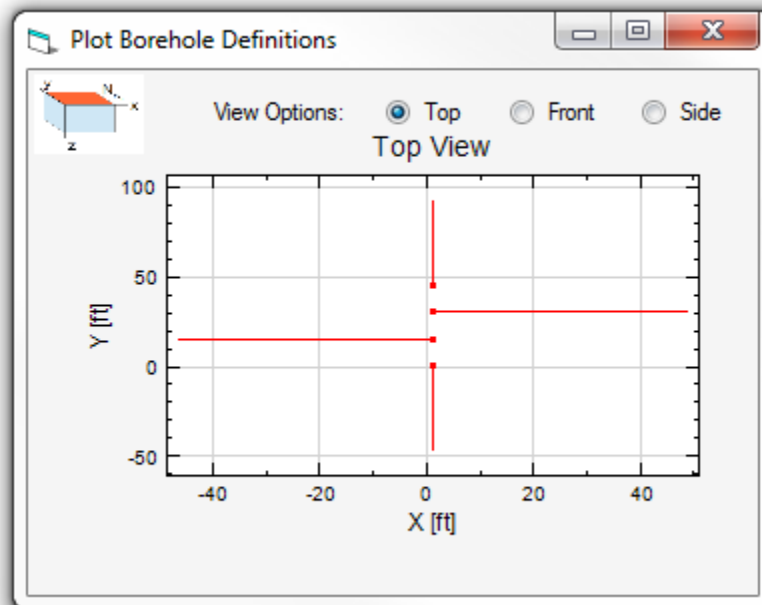 Plot Borehole Definitions
y N x
z
View Options: Top Front Side
Top View
100
50
0
-50
Y [ft]
-40 -20 0 20 40
X [ft]